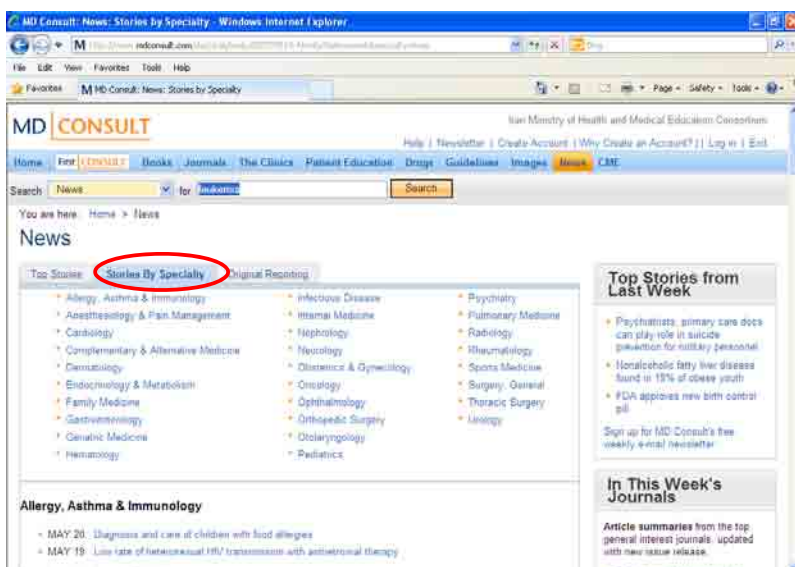 MD Consult: News: Stories by Specialty - Windows Internet Explorer
mdconsult.com
File Edit View Favorites Tools Help
Favorites MD Consult: News: Stories by Specialty
Page Safety Tools
MD CONSULT
Iran Ministry of Health and Medical Education Consortium
Help | Newsletter | Create Account | Why Create an Account? | Log in | Exit
Home First CONSULT Books Journals The Clinics Patient Education Drugs Guidelines Images News CME
Search News for leukemia Search
You are here: Home > News
News
Top Stories Stories By Specialty Original Reporting
Allergy, Asthma & Immunology
Anesthesiology & Pain Management
Cardiology
Complementary & Alternative Medicine
Dermatology
Endocrinology & Metabolism
Family Medicine
Gastroenterology
Geriatric Medicine
Hematology
Infectious Disease
Internal Medicine
Nephrology
Neurology
Obstetrics & Gynecology
Oncology
Ophthalmology
Orthopedic Surgery
Otolaryngology
Pediatrics
Psychiatry
Pulmonary Medicine
Radiology
Rheumatology
Sports Medicine
Surgery, General
Thoracic Surgery
Urology
Allergy, Asthma & Immunology
MAY 20 Diagnosis and care of children with food allergies
MAY 19 Low rate of heterosexual HIV transmission with antiretroviral therapy
Top Stories from
Last Week
Psychiatrists, primary care docs
can play role in suicide
prevention for military personnel
Nonalcoholic fatty liver disease
found in 15% of obese youth
FDA approves new birth control
pill
Sign up for MD Consult's free
weekly e-mail newsletter
In This Week's
Journals
Article summaries from the top
general interest journals, updated
with new issue release.